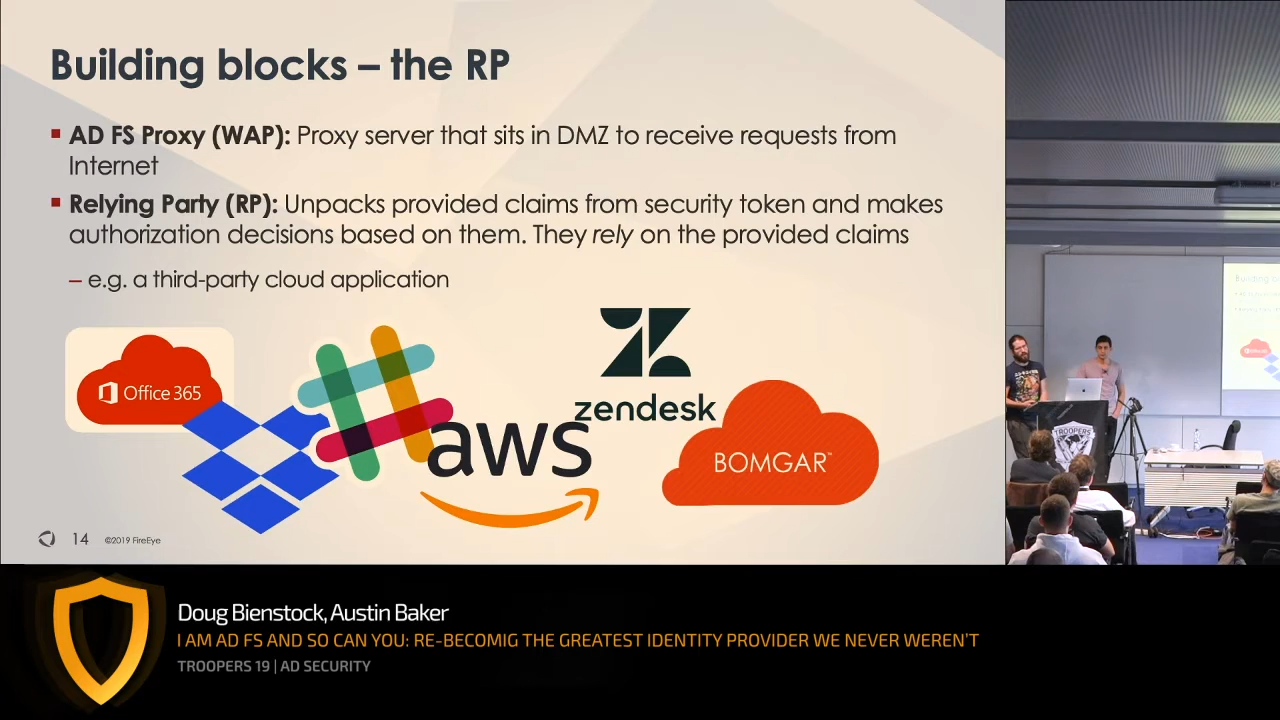 Building blocks – the RP
▪ AD FS Proxy (WAP): Proxy server that sits in DMZ to receive requests from
Internet
▪ Relying Party (RP): Unpacks provided claims from security token and makes
authorization decisions based on them. They rely on the provided claims
– e.g. a third-party cloud application
Office 365
aws
zendesk
BOMGAR™
14 ©2019 FireEye
TROOPERS
Doug Bienstock, Austin Baker
I AM AD FS AND SO CAN YOU: RE-BECOMIG THE GREATEST IDENTITY PROVIDER WE NEVER WEREN'T
TROOPERS 19 | AD SECURITY